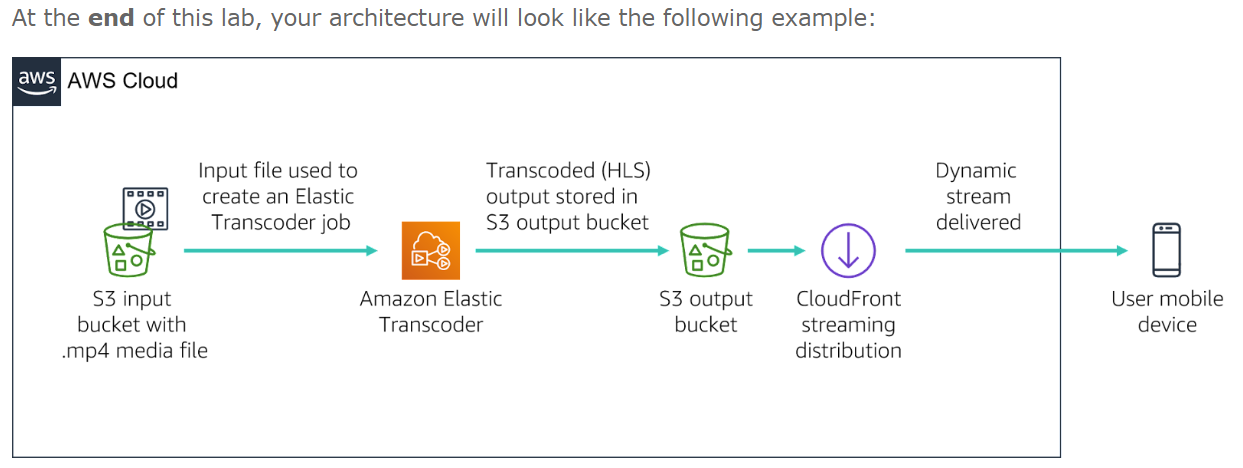 At the end of this lab, your architecture will look like the following example:
aws
AWS Cloud
Input file used to
create an Elastic
Transcoder job
Transcoded (HLS)
output stored in
S3 output bucket
Dynamic
stream
delivered
S3 input
bucket with
.mp4 media file
Amazon Elastic
Transcoder
S3 output
bucket
CloudFront
streaming
distribution
User mobile
device